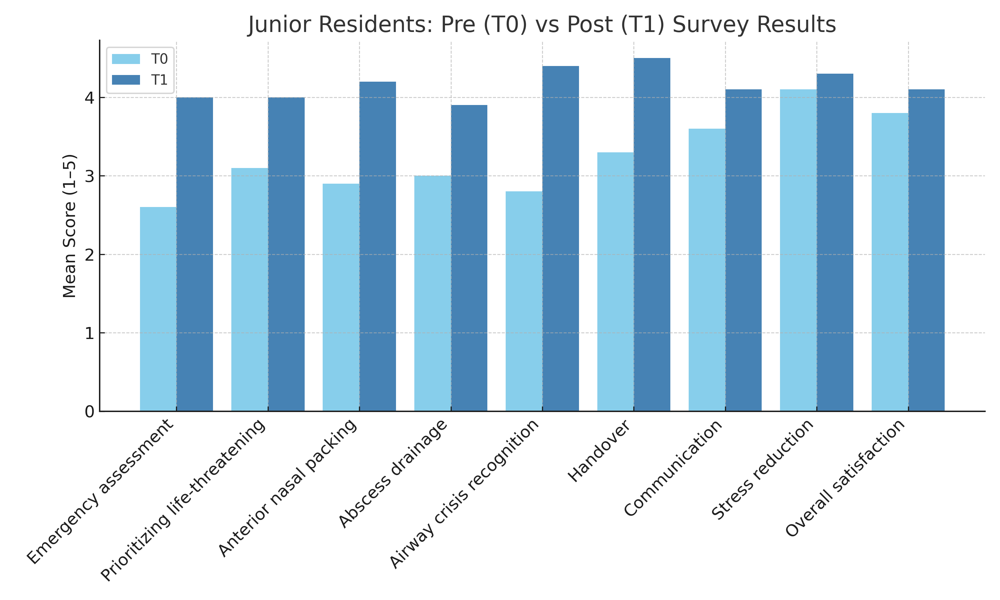 Junior Residents: Pre (T0) vs Post (T1) Survey Results
T0
T1
Mean Score (1–5)
4
3
2
1
0
Emergency assessment
Prioritizing life-threatening
Anterior nasal packing
Abscess drainage
Airway crisis recognition
Handover
Communication
Stress reduction
Overall satisfaction